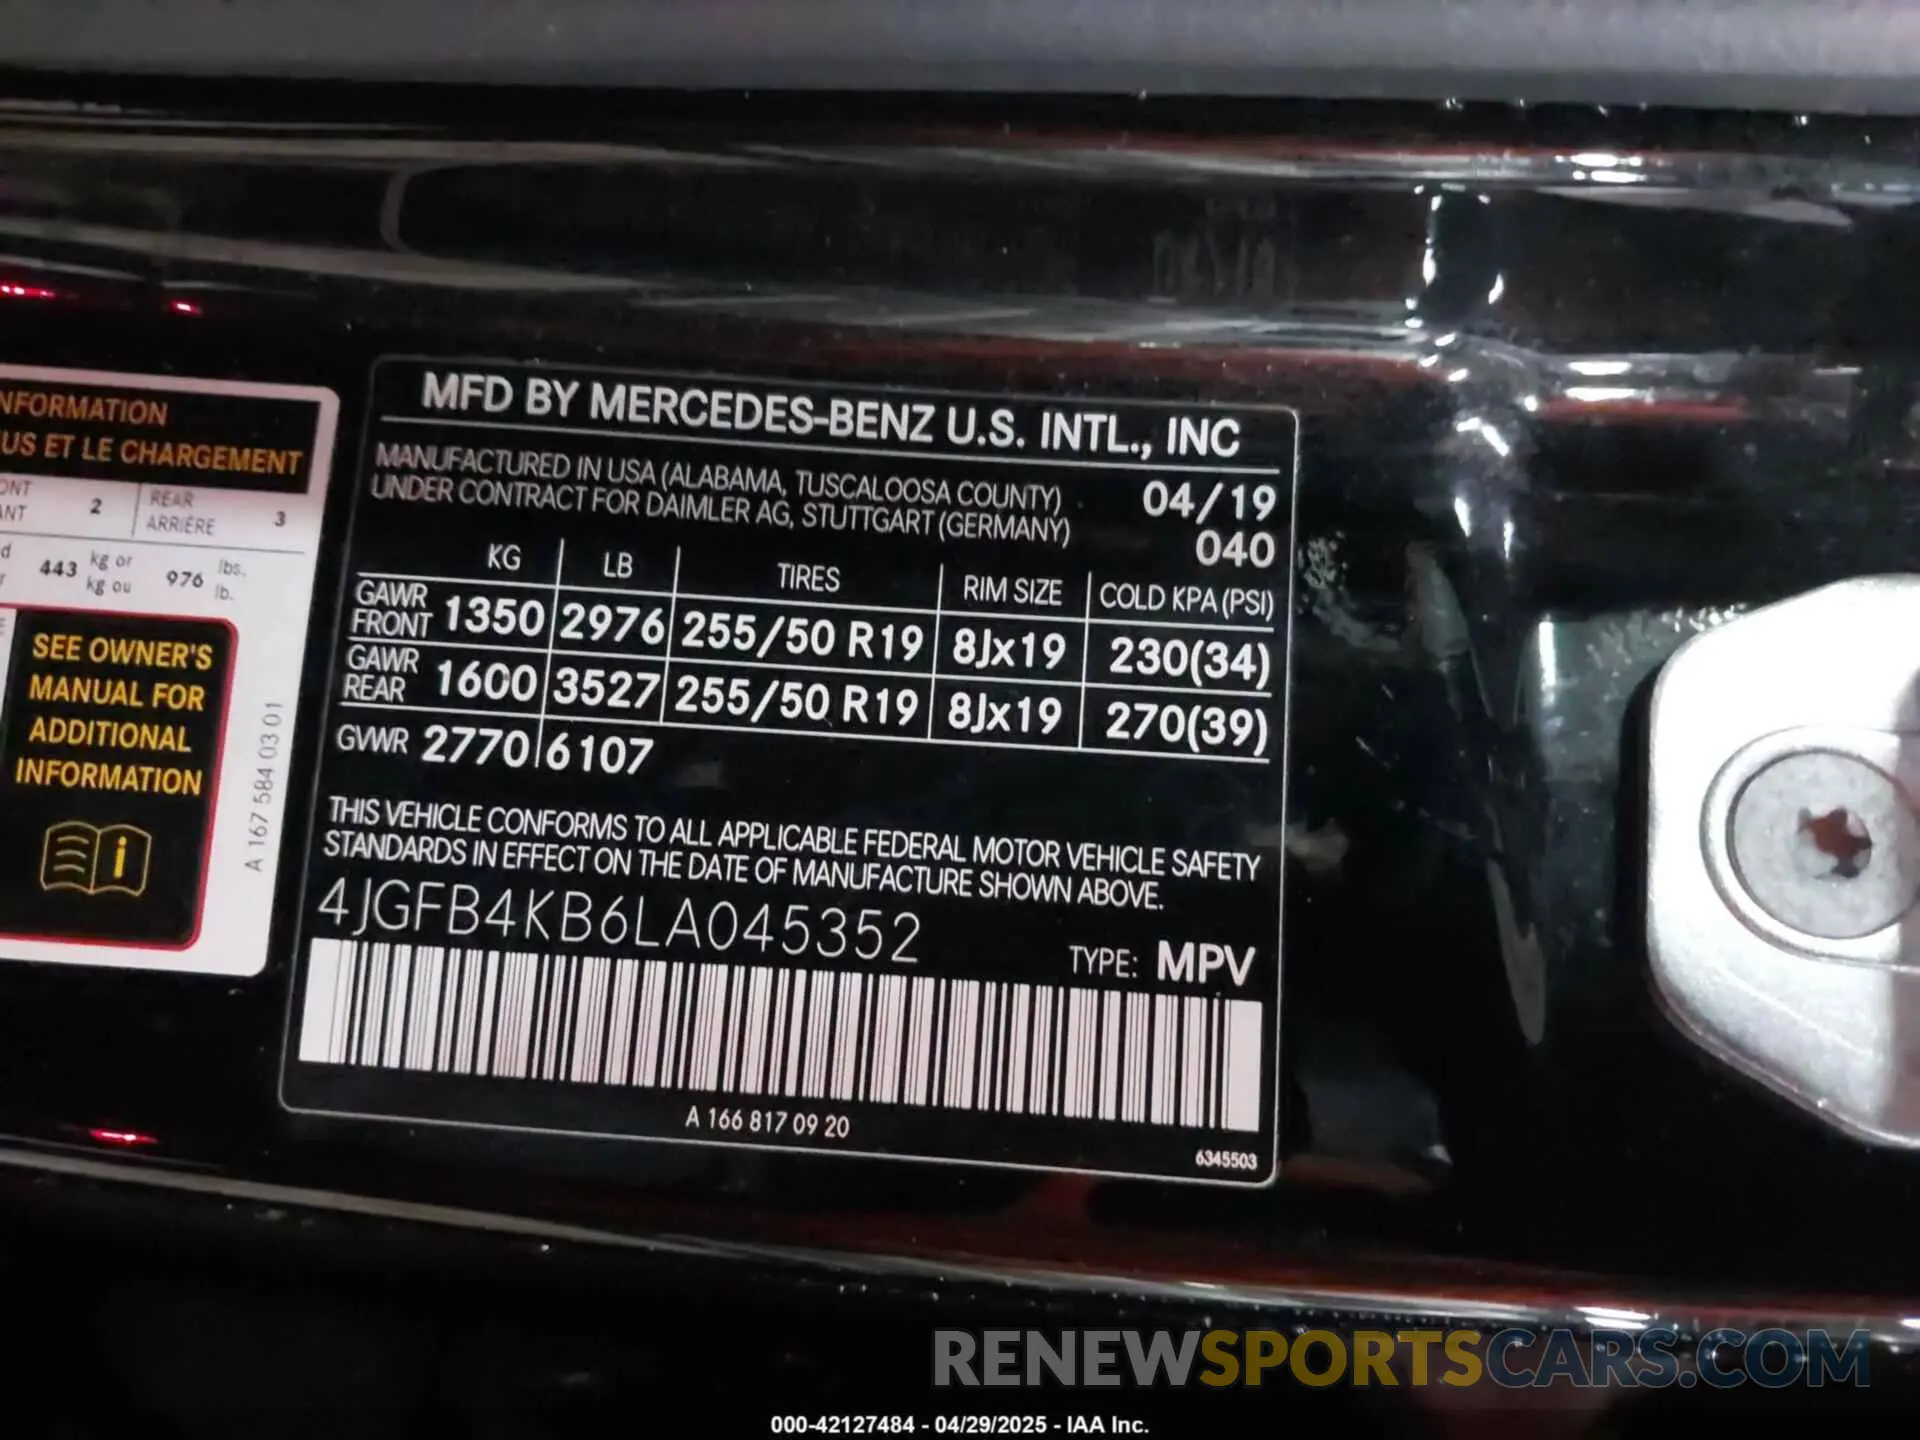 NFORMATION
US ET LE CHARGEMENT
ONT
ANT
2
REAR
ARRIÈRE
3
443 kg or
kg ou
976 lbs.
lb.
SEE OWNER'S
MANUAL FOR
ADDITIONAL
INFORMATION
i
A 167 584 03 01
MFD BY MERCEDES-BENZ U.S. INTL., INC
MANUFACTURED IN USA (ALABAMA, TUSCALOOSA COUNTY)
UNDER CONTRACT FOR DAIMLER AG, STUTTGART (GERMANY)
04/19
040
KG LB TIRES RIM SIZE COLD KPA (PSI)
GAWR
FRONT 1350 2976 255/50 R19 8Jx19 230(34)
GAWR
REAR 1600 3527 255/50 R19 8Jx19 270(39)
GVWR 2770 6107
THIS VEHICLE CONFORMS TO ALL APPLICABLE FEDERAL MOTOR VEHICLE SAFETY
STANDARDS IN EFFECT ON THE DATE OF MANUFACTURE SHOWN ABOVE.
4JGFB4KB6LA045352
TYPE: MPV
A 166 817 09 20
6345503
RENEWSPORTSCARS.COM
000-42127484 - 04/29/2025 - IAA Inc.